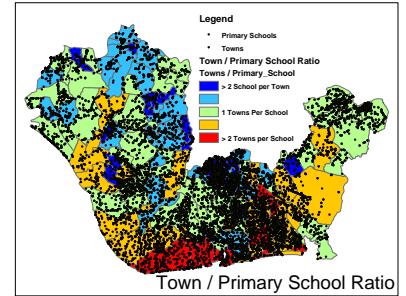 Legend
Primary Schools
Towns
Town / Primary School Ratio
Towns / Primary_School
> 2 School per Town
1 Towns Per School
> 2 Towns per School
Town / Primary School Ratio